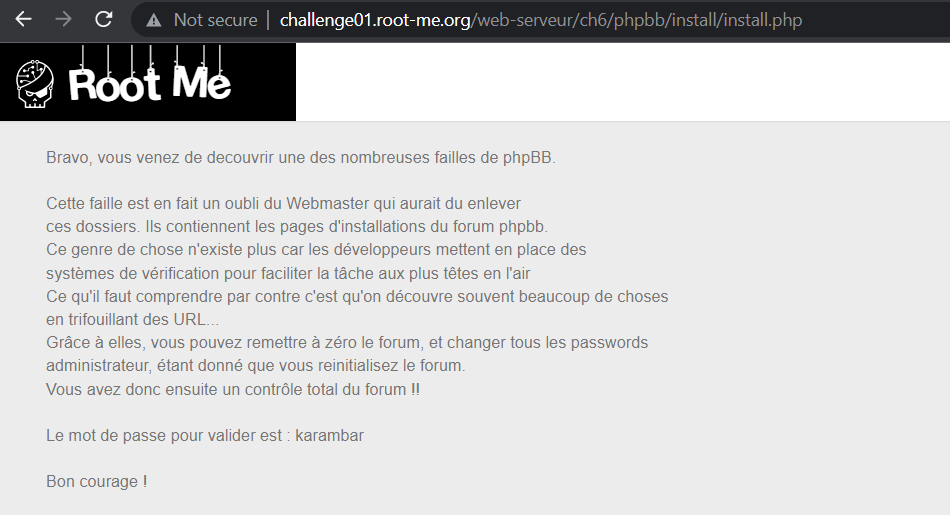 Not secure | challenge01.root-me.org/web-serveur/ch6/phpbb/install/install.php
Root Me
Bravo, vous venez de decouvrir une des nombreuses failles de phpBB.
Cette faille est en fait un oubli du Webmaster qui aurait du enlever
ces dossiers. Ils contiennent les pages d'installations du forum phpbb.
Ce genre de chose n'existe plus car les développeurs mettent en place des
systèmes de vérification pour faciliter la tâche aux plus têtes en l'air
Ce qu'il faut comprendre par contre c'est qu'on découvre souvent beaucoup de choses
en trifouillant des URL...
Grâce à elles, vous pouvez remettre à zéro le forum, et changer tous les passwords
administrateur, étant donné que vous reinitialisez le forum.
Vous avez donc ensuite un contrôle total du forum !!
Le mot de passe pour valider est : karambar
Bon courage !